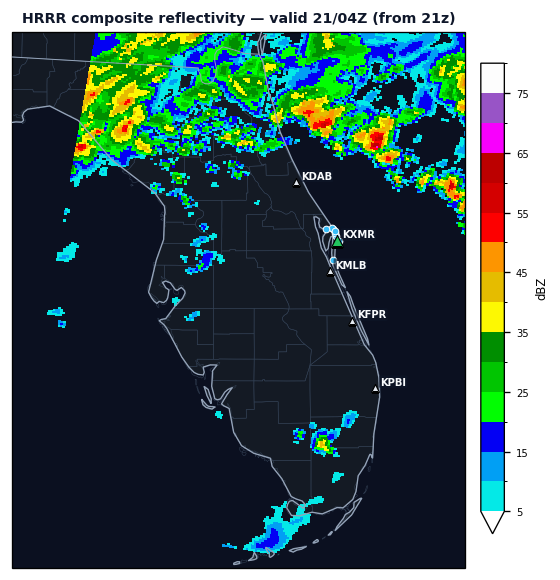 HRRR composite reflectivity — valid 21/04Z (from 21z)
KDAB
KXMR
KMLB
KFPR
KPBI
75
65
55
45
35
25
15
5
dBZ